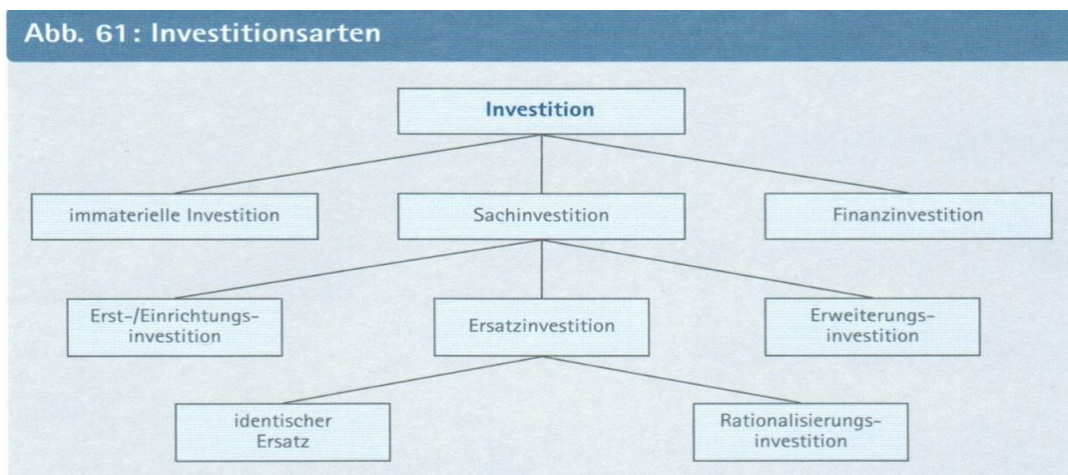 Abb. 61: Investitionsarten
Investition
immaterielle Investition
Sachinvestition
Finanzinvestition
Erst-/Einrichtungs-
investition
Ersatzinvestition
Erweiterungs-
investition
identischer
Ersatz
Rationalisierungs-
investition